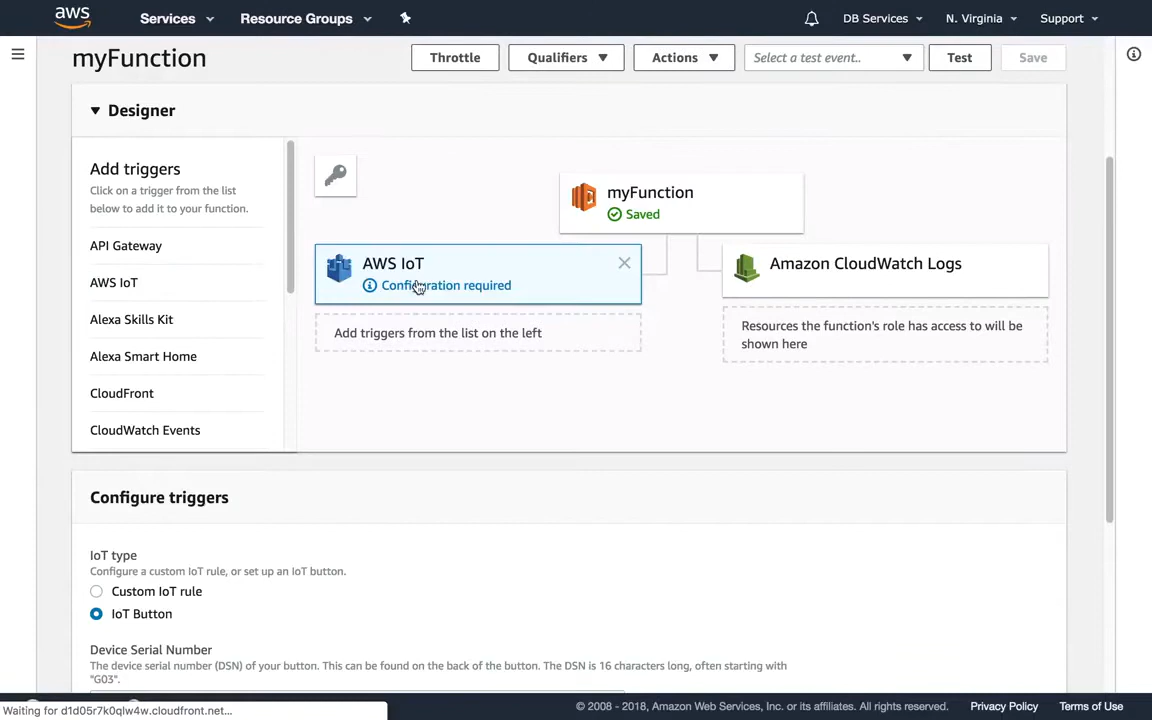 aws
Services
Resource Groups
DB Services
N. Virginia
Support
myFunction
Throttle
Qualifiers
Actions
Select a test event..
Test
Save
Designer
Add triggers
Click on a trigger from the list
below to add it to your function.
API Gateway
AWS IoT
Alexa Skills Kit
Alexa Smart Home
CloudFront
CloudWatch Events
myFunction
Saved
AWS IoT
Configuration required
Add triggers from the list on the left
Amazon CloudWatch Logs
Resources the function's role has access to will be
shown here
Configure triggers
IoT type
Configure a custom IoT rule, or set up an IoT button.
Custom IoT rule
IoT Button
Device Serial Number
The device serial number (DSN) of your button. This can be found on the back of the button. The DSN is 16 characters long, often starting with
"G03".
Waiting for d1d05r7k0qlw4w.cloudfront.net...
© 2008 - 2018, Amazon Web Services, Inc. or its affiliates. All rights reserved.
Privacy Policy
Terms of Use